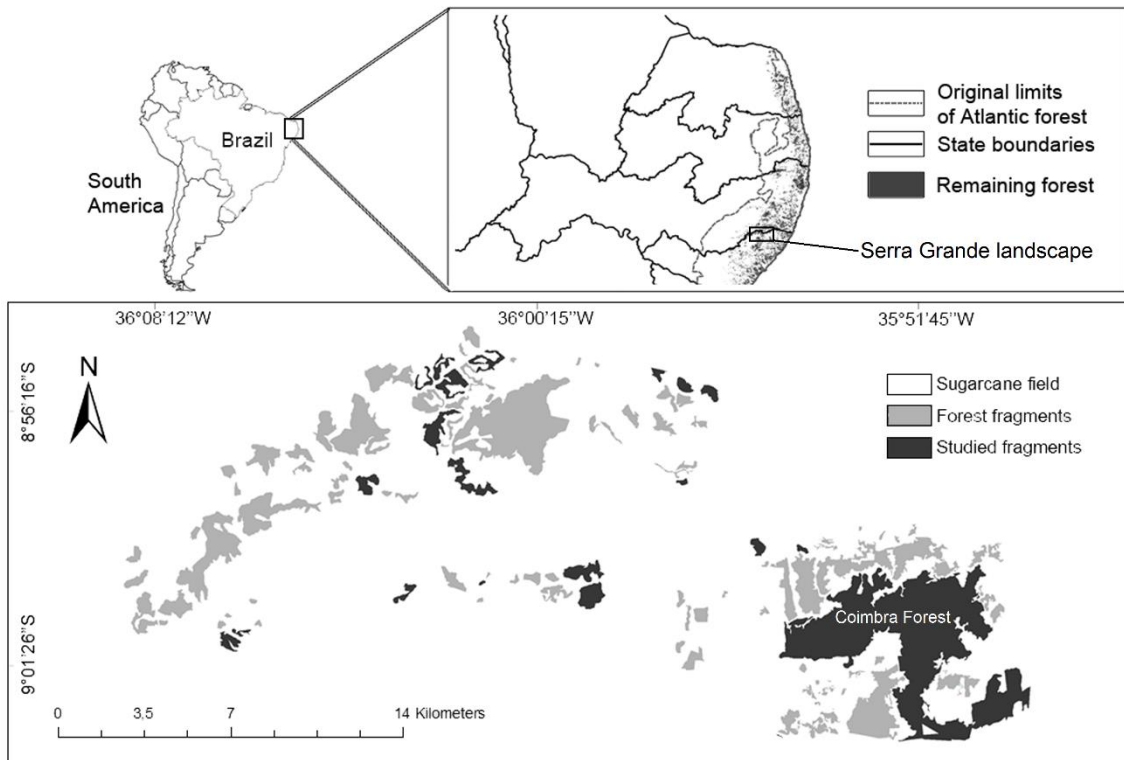 Brazil
South
America
Original limits
of Atlantic forest
State boundaries
Remaining forest
Serra Grande landscape
36°08'12"W
36°00'15"W
35°51'45"W
N
8°56'16"S
9°01'26"S
Sugarcane field
Forest fragments
Studied fragments
Coimbra Forest
0 3.5 7 14 Kilometers